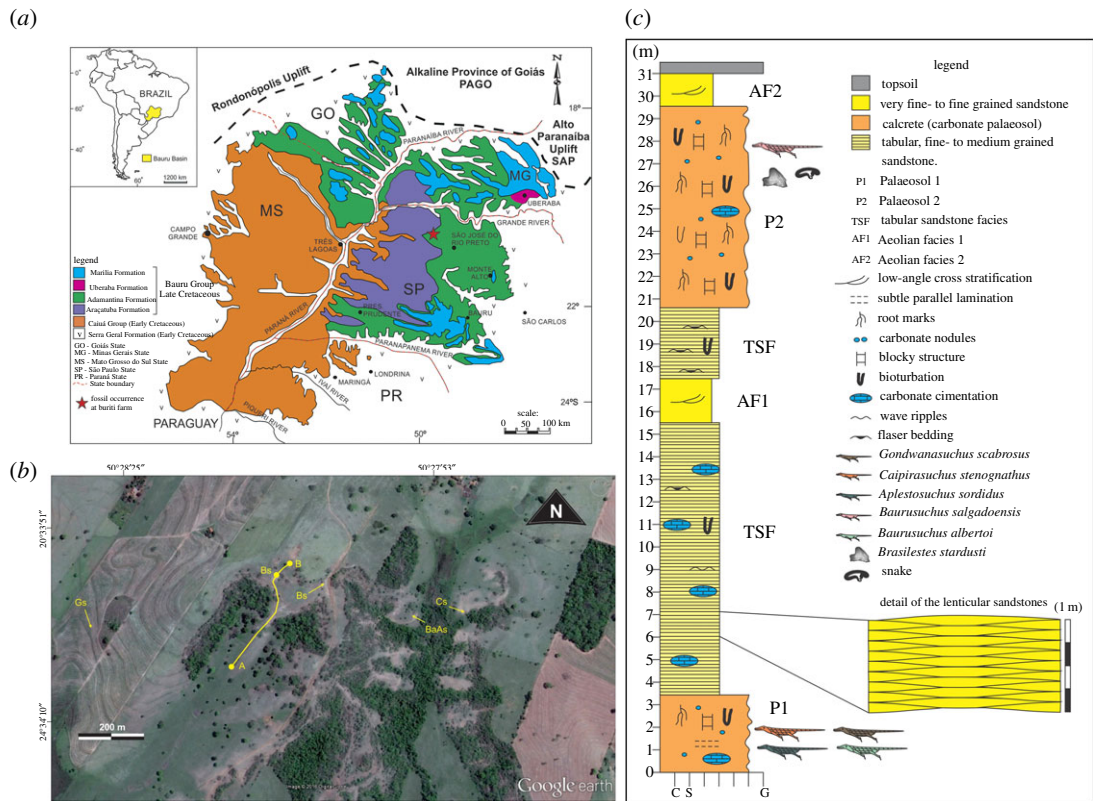 (a)
BRAZIL
0°
40°
60°
60°
Bauru Basin
1200 km
Rondonópolis Uplift
Alkaline Province of Goiás
PAGO
N
S
18°
GO
PARANAÍBA RIVER
Alto
Paranaiba
Uplift
SAP
MG
UBERABA
GRANDE RIVER
MS
CAMPO
GRANDE
TRÊS
LAGOAS
SÃO JOSÉ DO
RIO PRETO
MONTE
ALTO
SP
PRES
PRUDENTE
BAURU
22°
SÃO CARLOS
PARANÁ RIVER
PARANAPANEMA RIVER
LONDRINA
MARINGÁ
IVAÍ RIVER
PR
PIQUERI RIVER
PARAGUAY
54°
50°
24°S
scale:
0 50 100 km
legend
Marília Formation
Uberaba Formation
Adamantina Formation
Araçatuba Formation
Bauru Group
Late Cretaceous
Caiuá Group (Early Cretaceous)
v Serra Geral Formation (Early Cretaceous)
GO - Goiás State
MG - Minas Gerais State
MS - Mato Grosso do Sul State
SP - São Paulo State
PR - Paraná State
State boundary
fossil occurrence
at buriti farm
(b)
50°28'25"
50°27'53"
20°33'51"
24°34'10"
N
Gs
Bs
B
Bs
Cs
BaAs
A
200 m
Google earth
(c)
(m)
31
30
29
28
27
26
25
24
23
22
21
20
19
18
17
16
15
14
13
12
11
10
9
8
7
6
5
4
3
2
1
0
C S G
AF2
P2
TSF
AF1
TSF
P1
legend
topsoil
very fine- to fine grained sandstone
calcrete (carbonate palaeosol)
tabular, fine- to medium grained
sandstone.
P1 Palaeosol 1
P2 Palaeosol 2
TSF tabular sandstone facies
AF1 Aeolian facies 1
AF2 Aeolian facies 2
low-angle cross stratification
subtle parallel lamination
root marks
carbonate nodules
blocky structure
bioturbation
carbonate cimentation
wave ripples
flaser bedding
Gondwanasuchus scabrosus
Caipirasuchus stenognathus
Aplestosuchus sordidus
Baurusuchus salgadoensis
Baurusuchus albertoi
Brasilestes stardusti
snake
detail of the lenticular sandstones
(1 m)